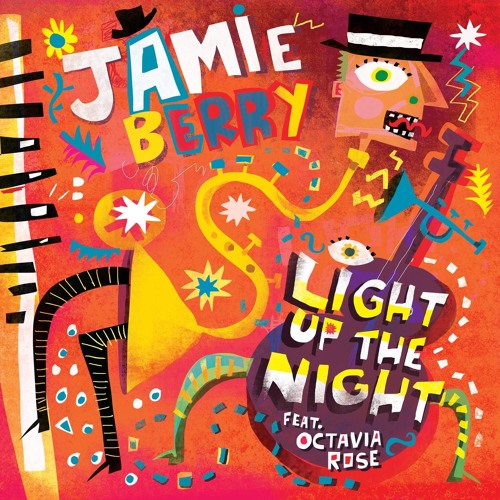 JAMIE
BERRY
LIGHT
UP THE
NIGHT
FEAT.
OCTAVIA
ROSE